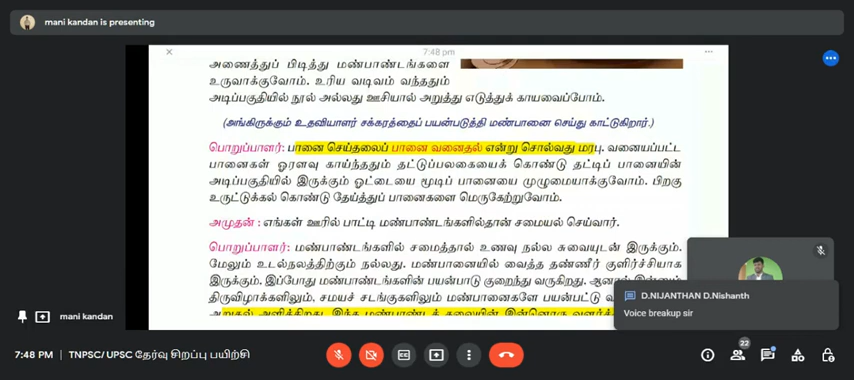 mani kandan is presenting
7:48 pm
அணைத்துப் பிடித்து மண்பாண்டங்களை
உருவாக்குவோம். உரிய வடிவம் வந்ததும்
அடிப்பகுதியில் நூல் அல்லது ஊசியால் அறுத்து எடுத்துக் காயவைப்போம்.
(அங்கிருக்கும் உதவியாளர் சக்கரத்தைப் பயன்படுத்தி மண்பானை செய்து காட்டுகிறார்.)
பொறுப்பாளர்: பானை செய்தலைப் பானை வனைதல் என்று சொல்வது மரபு. வனையப்பட்ட
பானைகள் ஓரளவு காய்ந்ததும் தட்டுப்பலகையைக் கொண்டு தட்டிப் பானையின்
அடிப்பகுதியில் இருக்கும் ஓட்டையை மூடிப் பானையை முழுமையாக்குவோம். பிறகு
உருட்டுக்கல் கொண்டு தேய்த்துப் பானைகளை மெருகேற்றுவோம்.
அமுதன் : எங்கள் ஊரில் பாட்டி மண்பாண்டங்களில்தான் சமையல் செய்வார்.
பொறுப்பாளர்: மண்பாண்டங்களில் சமைத்தால் உணவு நல்ல சுவையுடன் இருக்கும்.
மேலும் உடல்நலத்திற்கும் நல்லது. மண்பானையில் வைத்த தண்ணீர் குளிர்ச்சியாக
இருக்கும். இப்போது மண்பாண்டங்களின் பயன்பாடு குறைந்து வருகிறது. ஆனால்
திருவிழாக்களிலும், சமயச் சடங்குகளிலும் மண்பானைகளே பயன்பட்டு
D.NIJANTHAN D.Nishanth
Voice breakup sir
mani kandan
22
7:48 PM | TNPSC/ UPSC தேர்வு சிறப்பு பயிற்சி